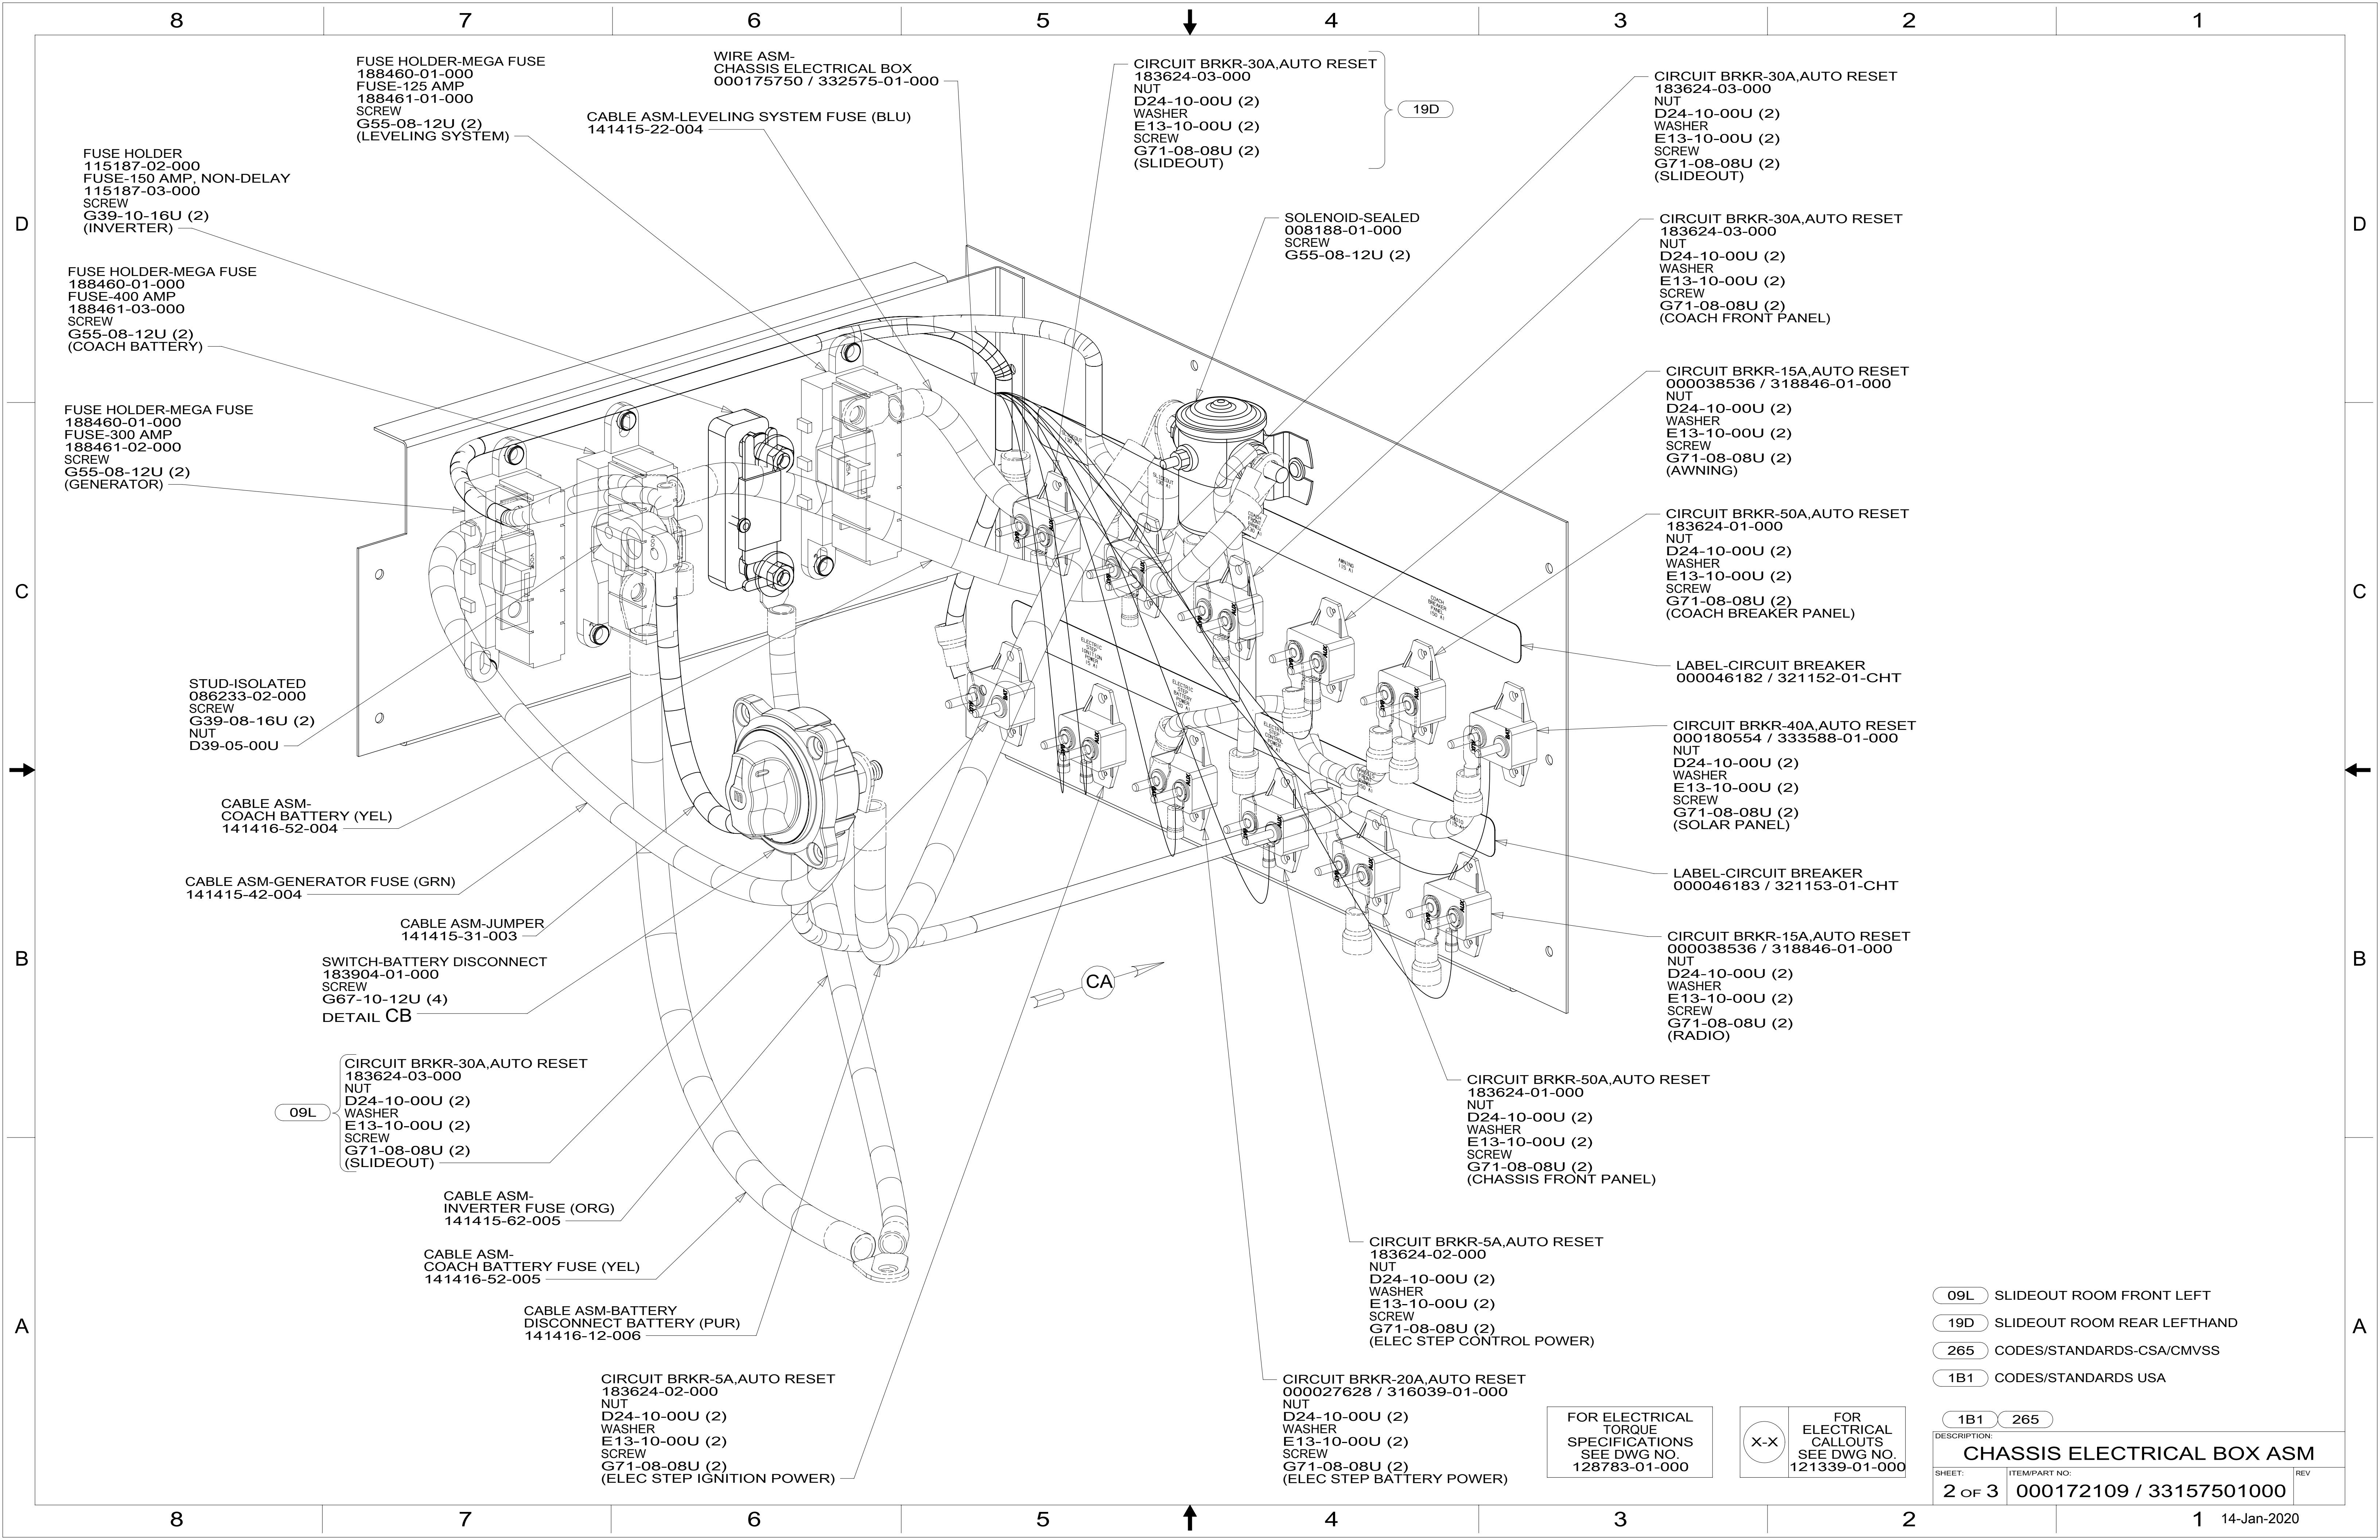 8 7 6 5 4 3 2 1
FUSE HOLDER-MEGA FUSE
188460-01-000
FUSE-125 AMP
188461-01-000
SCREW
G55-08-12U (2)
(LEVELING SYSTEM)
WIRE ASM-
CHASSIS ELECTRICAL BOX
000175750 / 332575-01-000
CABLE ASM-LEVELING SYSTEM FUSE (BLU)
141415-22-004
CIRCUIT BRKR-30A,AUTO RESET
183624-03-000
NUT
D24-10-00U (2)
WASHER
E13-10-00U (2)
SCREW
G71-08-08U (2)
(SLIDEOUT)
19D
CIRCUIT BRKR-30A,AUTO RESET
183624-03-000
NUT
D24-10-00U (2)
WASHER
E13-10-00U (2)
SCREW
G71-08-08U (2)
(SLIDEOUT)
FUSE HOLDER
115187-02-000
FUSE-150 AMP, NON-DELAY
115187-03-000
SCREW
G39-10-16U (2)
(INVERTER)
D
D
SOLENOID-SEALED
008188-01-000
SCREW
G55-08-12U (2)
CIRCUIT BRKR-30A,AUTO RESET
183624-03-000
NUT
D24-10-00U (2)
WASHER
E13-10-00U (2)
SCREW
G71-08-08U (2)
(COACH FRONT PANEL)
FUSE HOLDER-MEGA FUSE
188460-01-000
FUSE-400 AMP
188461-03-000
SCREW
G55-08-12U (2)
(COACH BATTERY)
CIRCUIT BRKR-15A,AUTO RESET
000038536 / 318846-01-000
NUT
D24-10-00U (2)
WASHER
E13-10-00U (2)
SCREW
G71-08-08U (2)
(AWNING)
FUSE HOLDER-MEGA FUSE
188460-01-000
FUSE-300 AMP
188461-02-000
SCREW
G55-08-12U (2)
(GENERATOR)
CIRCUIT BRKR-50A,AUTO RESET
183624-01-000
NUT
D24-10-00U (2)
WASHER
E13-10-00U (2)
SCREW
G71-08-08U (2)
(COACH BREAKER PANEL)
C
C
SLIDEOUT
(30 A)
COACH
FRONT
AWNING
(15 A)
COACH
BREAKER
PANEL
(50 A)
ELECTRIC
STEP
IGNITION
POWER
(5 A)
ELECTRIC
STEP
BATTERY
POWER
ELECTRIC
STEP
CONTROL
POWER
LABEL-CIRCUIT BREAKER
000046182 / 321152-01-CHT
STUD-ISOLATED
086233-02-000
SCREW
G39-08-16U (2)
NUT
D39-05-00U
CIRCUIT BRKR-40A,AUTO RESET
000180554 / 333588-01-000
NUT
D24-10-00U (2)
WASHER
E13-10-00U (2)
SCREW
G71-08-08U (2)
(SOLAR PANEL)
CABLE ASM-
COACH BATTERY (YEL)
141416-52-004
LABEL-CIRCUIT BREAKER
000046183 / 321153-01-CHT
CABLE ASM-GENERATOR FUSE (GRN)
141415-42-004
CABLE ASM-JUMPER
141415-31-003
CIRCUIT BRKR-15A,AUTO RESET
000038536 / 318846-01-000
NUT
D24-10-00U (2)
WASHER
E13-10-00U (2)
SCREW
G71-08-08U (2)
(RADIO)
B
B
SWITCH-BATTERY DISCONNECT
183904-01-000
SCREW
G67-10-12U (4)
DETAIL CB
CA
CIRCUIT BRKR-30A,AUTO RESET
183624-03-000
NUT
D24-10-00U (2)
WASHER
E13-10-00U (2)
SCREW
G71-08-08U (2)
(SLIDEOUT)
09L
CIRCUIT BRKR-50A,AUTO RESET
183624-01-000
NUT
D24-10-00U (2)
WASHER
E13-10-00U (2)
SCREW
G71-08-08U (2)
(CHASSIS FRONT PANEL)
CABLE ASM-
INVERTER FUSE (ORG)
141415-62-005
CABLE ASM-
COACH BATTERY FUSE (YEL)
141416-52-005
CABLE ASM-BATTERY
DISCONNECT BATTERY (PUR)
141416-12-006
CIRCUIT BRKR-5A,AUTO RESET
183624-02-000
NUT
D24-10-00U (2)
WASHER
E13-10-00U (2)
SCREW
G71-08-08U (2)
(ELEC STEP CONTROL POWER)
A
A
CIRCUIT BRKR-5A,AUTO RESET
183624-02-000
NUT
D24-10-00U (2)
WASHER
E13-10-00U (2)
SCREW
G71-08-08U (2)
(ELEC STEP IGNITION POWER)
CIRCUIT BRKR-20A,AUTO RESET
000027628 / 316039-01-000
NUT
D24-10-00U (2)
WASHER
E13-10-00U (2)
SCREW
G71-08-08U (2)
(ELEC STEP BATTERY POWER)
09L SLIDEOUT ROOM FRONT LEFT
19D SLIDEOUT ROOM REAR LEFTHAND
265 CODES/STANDARDS-CSA/CMVSS
1B1 CODES/STANDARDS USA
FOR ELECTRICAL
TORQUE
SPECIFICATIONS
SEE DWG NO.
128783-01-000
X-X
FOR
ELECTRICAL
CALLOUTS
SEE DWG NO.
121339-01-000
1B1 265
DESCRIPTION:
CHASSIS ELECTRICAL BOX ASM
SHEET: ITEM/PART NO: REV
2 OF 3 000172109 / 33157501000
8 7 6 5 4 3 2 1
14-Jan-2020